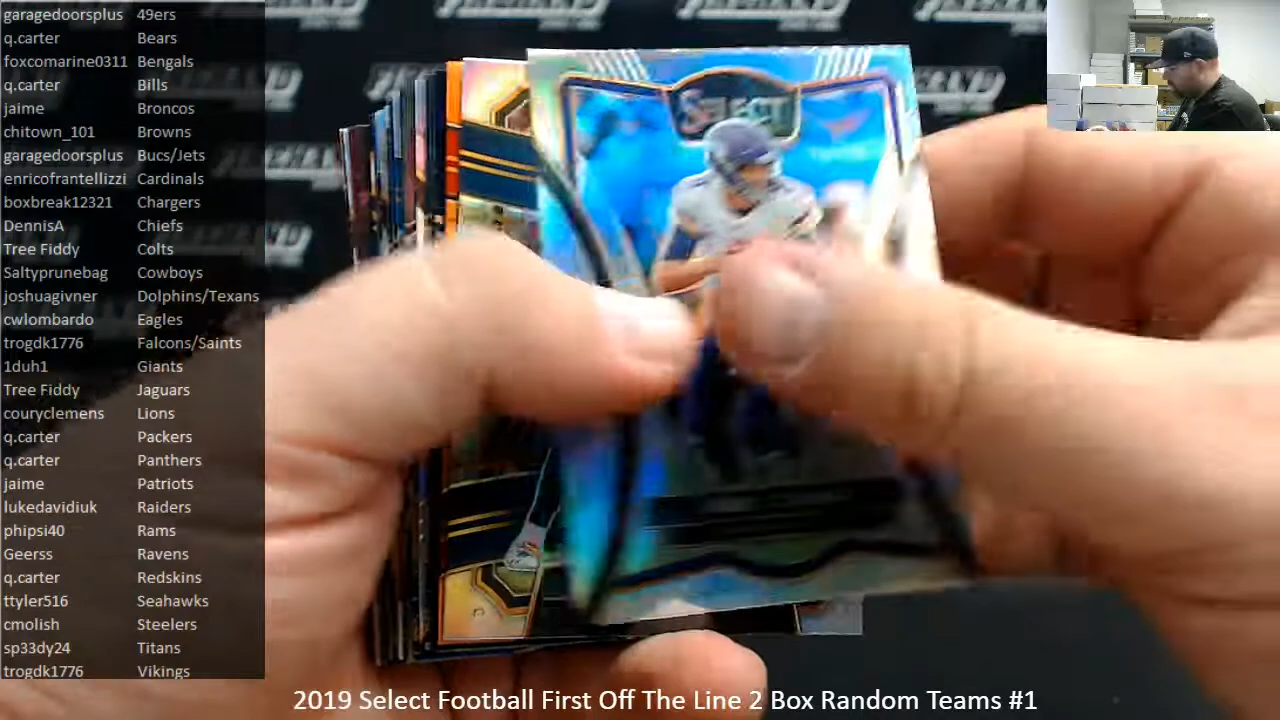 garagedoorsplus 49ers
q.carter Bears
foxcomarine0311 Bengals
q.carter Bills
jaime Broncos
chitown_101 Browns
garagedoorsplus Bucs/Jets
enricofrantellizzi Cardinals
boxbreak12321 Chargers
DennisA Chiefs
Tree Fiddy Colts
Saltyprunebag Cowboys
joshuagivner Dolphins/Texans
cwlombardo Eagles
trogdk1776 Falcons/Saints
1duh1 Giants
Tree Fiddy Jaguars
couryclemens Lions
q.carter Packers
q.carter Panthers
jaime Patriots
lukedavidiuk Raiders
phipsi40 Rams
Geerss Ravens
q.carter Redskins
ttyler516 Seahawks
cmolish Steelers
sp33dy24 Titans
trogdk1776 Vikings
SELECT
2019 Select Football First Off The Line 2 Box Random Teams #1